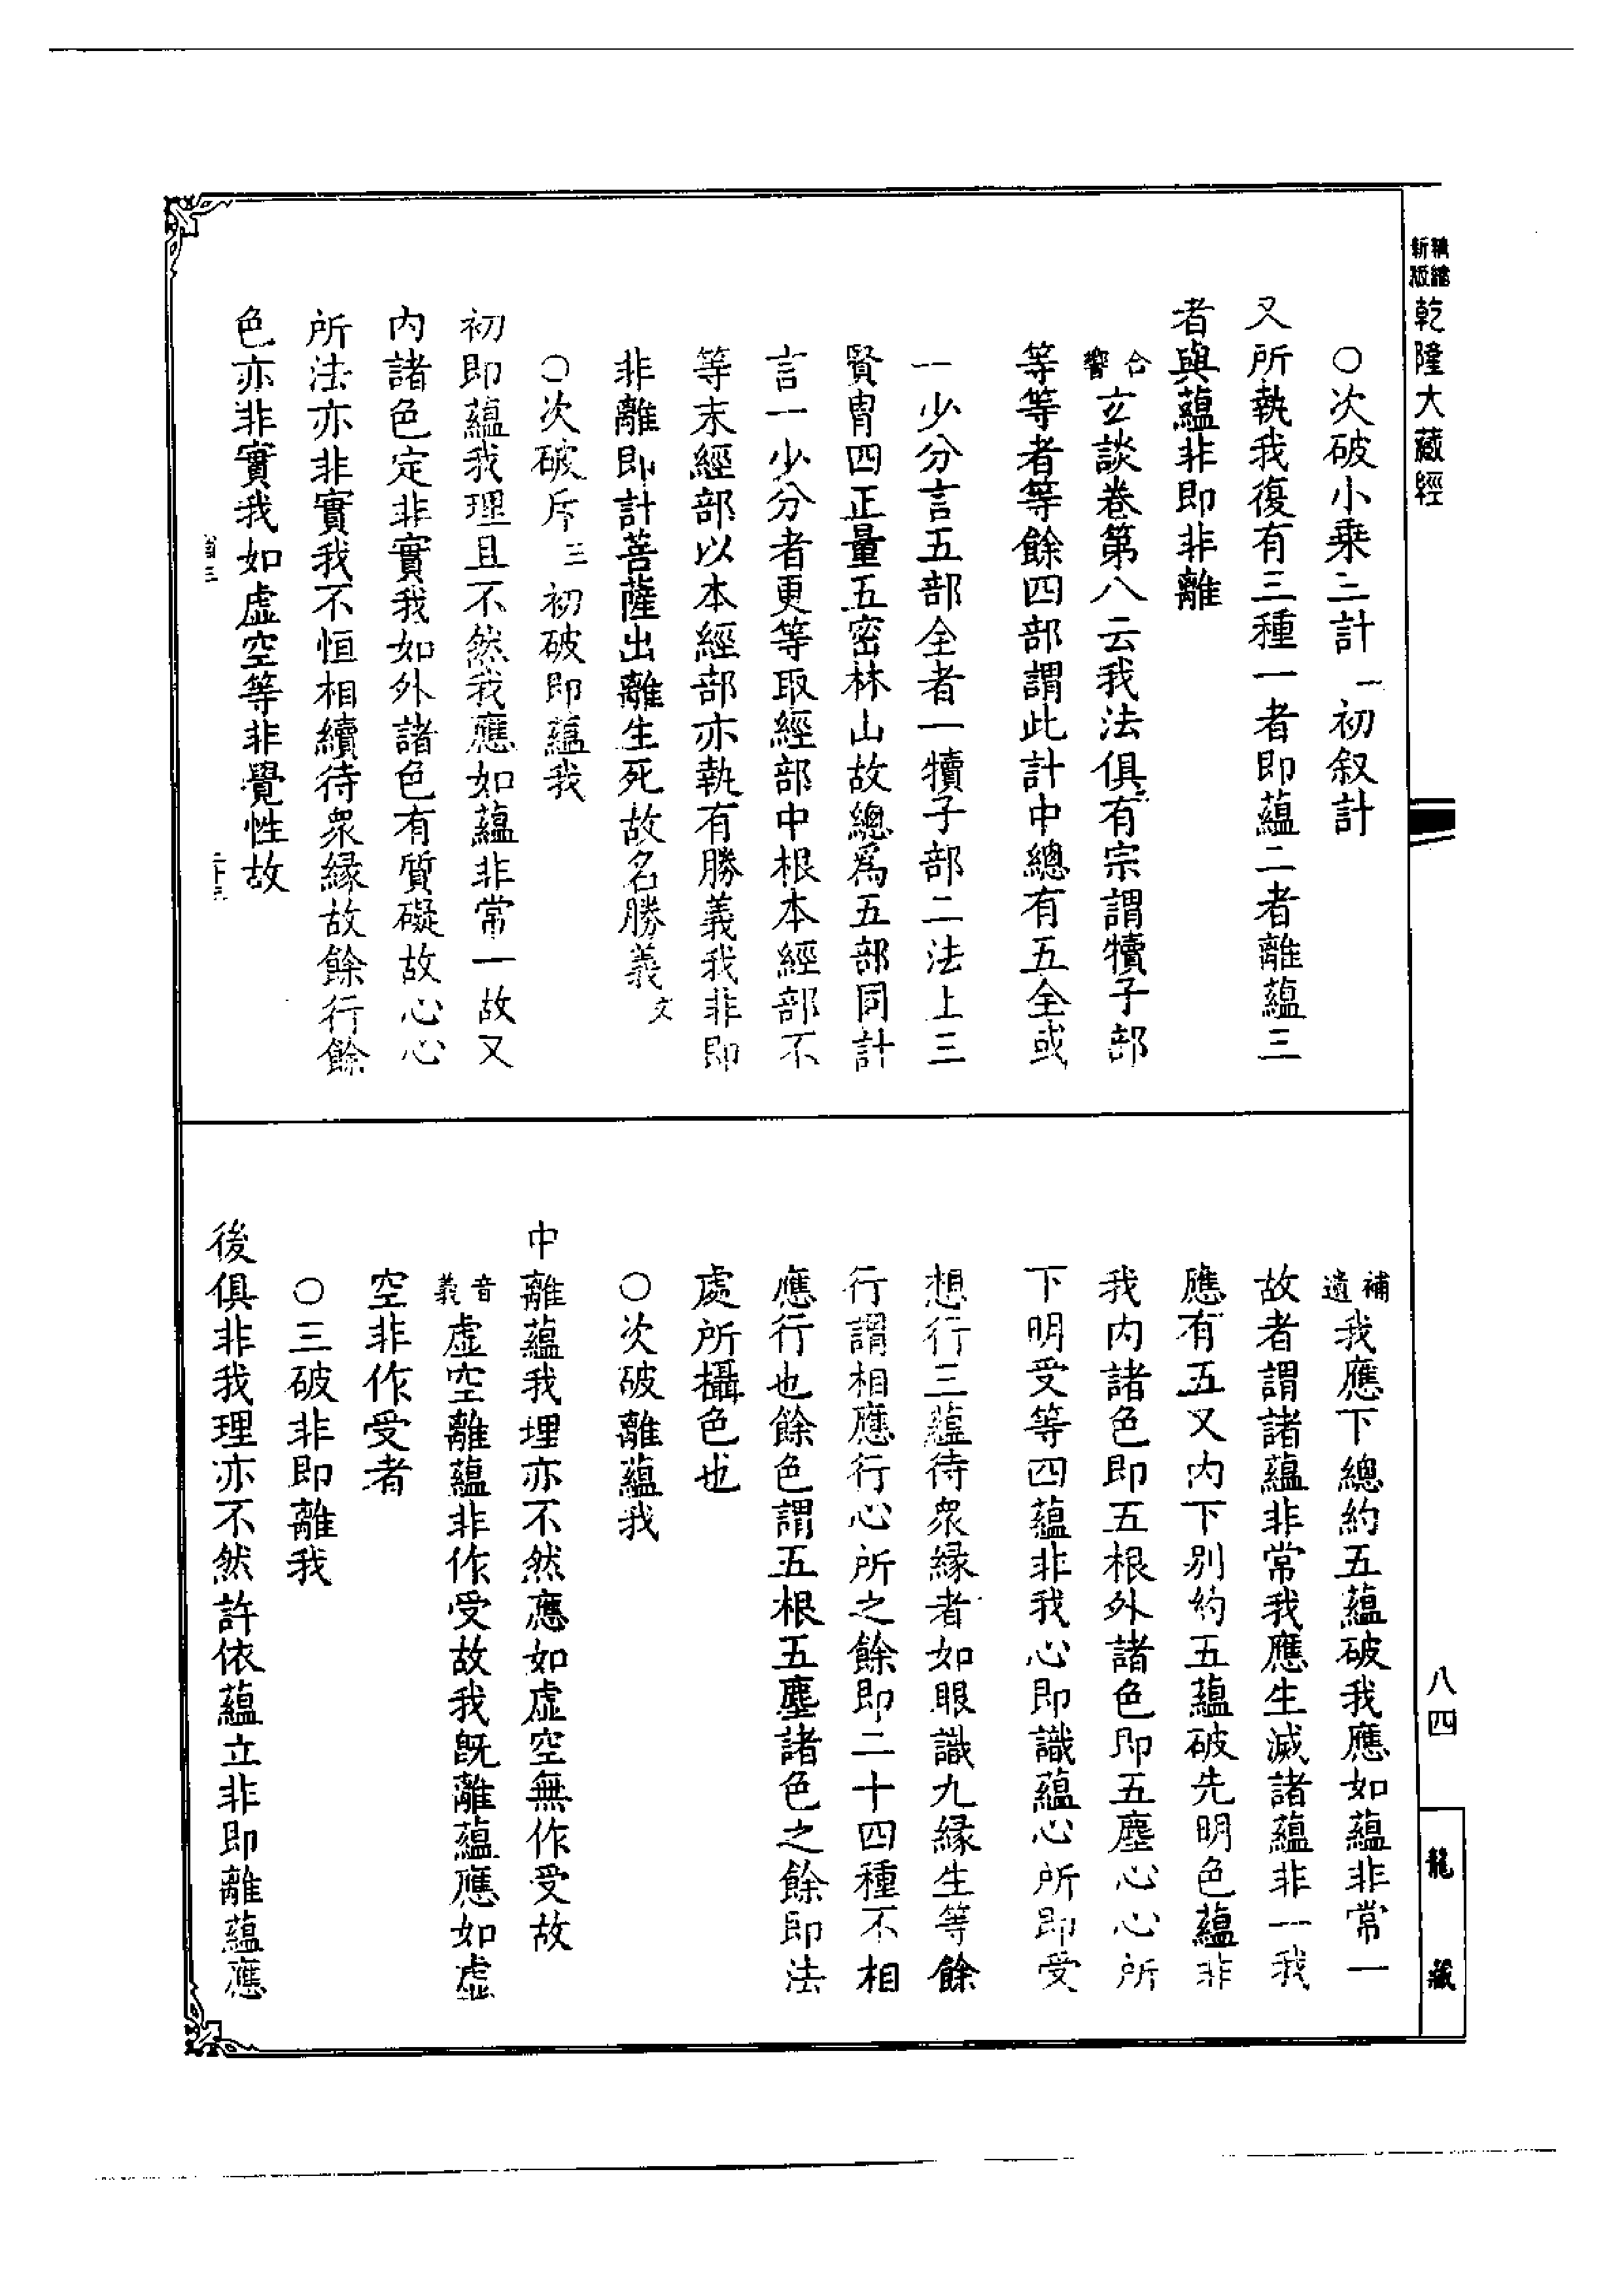 精縮新版乾隆大藏經
○次破小乘三計二初叙計
又所執我復有三種一者即蘊二者離蘊三
者與蘊非即非離
合響玄談卷第八云我法俱有宗謂犢子部
等等者等餘四部謂此計中總有五全或
一少分言五部全者一犢子部二法上三
賢胄四正量五密林山故總爲五部同計
言一少分者更等取經部中根本經部不
等末經部以本經部亦執有勝義我非即
非離即計菩薩出離生死故名勝義文
○次破斥三初破即蘊我
初即蘊我理且不然我應如蘊非常一故又
內諸色定非實我如外諸色有質礙故心心
所法亦非實我不恒相續待衆緣故餘行餘
色亦非實我如虛空等非覺性故
補遺我應下總約五蘊破我應如蘊非常一
故者謂諸蘊非常我應生滅諸蘊非一我
應有五又內下別約五蘊破先明色蘊非
我內諸色即五根外諸色即五塵心心所
下明受等四蘊非我心即識蘊心所即受
想行三蘊待衆緣者如眼識九緣生等餘
行謂相應行心所之餘即二十四種不相
應行也餘色謂五根五塵諸色之餘即法
處所攝色也
○次破離蘊我
中離蘊我理亦不然應如虛空無作受故
音義虛空離蘊非作受故我既離蘊應如虛
空非作受者
○三破非即離我
後俱非我理亦不然許依蘊立非即離蘊應
八四
龍藏